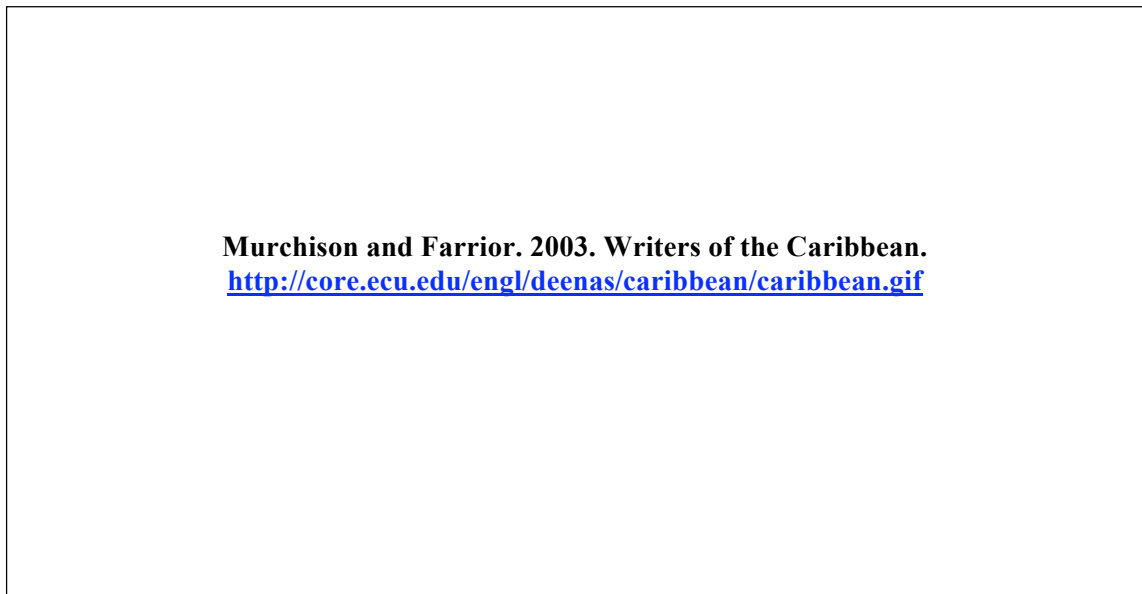 Murchison and Farrior. 2003. Writers of the Caribbean.
http://core.ecu.edu/engl/deenas/caribbean/caribbean.gif